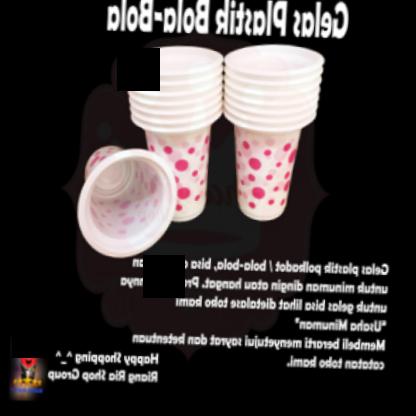 Gelas Plastik Bola-Bola
Gelas plastik polkadot / bola-bola, bisa
untuk minuman dingin atau hangat.
untuk gelas bisa lihat dietalase toko kami
"Usaha Minuman"
Membeli berarti menyetujui syarat dan ketentuan
catatan toko kami.
Happy Shopping ^_^
Riang Ria Shop Group